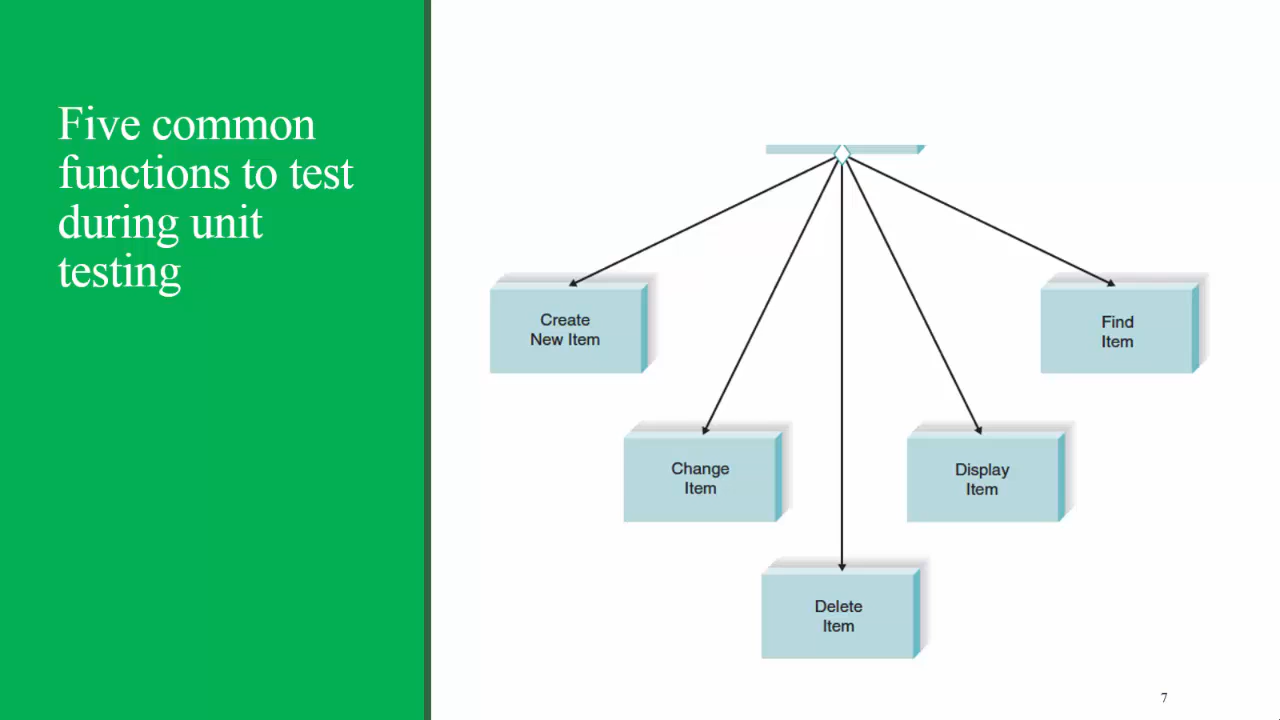 Five common
functions to test
during unit
testing
Create
New Item
Find
Item
Change
Item
Display
Item
Delete
Item
7